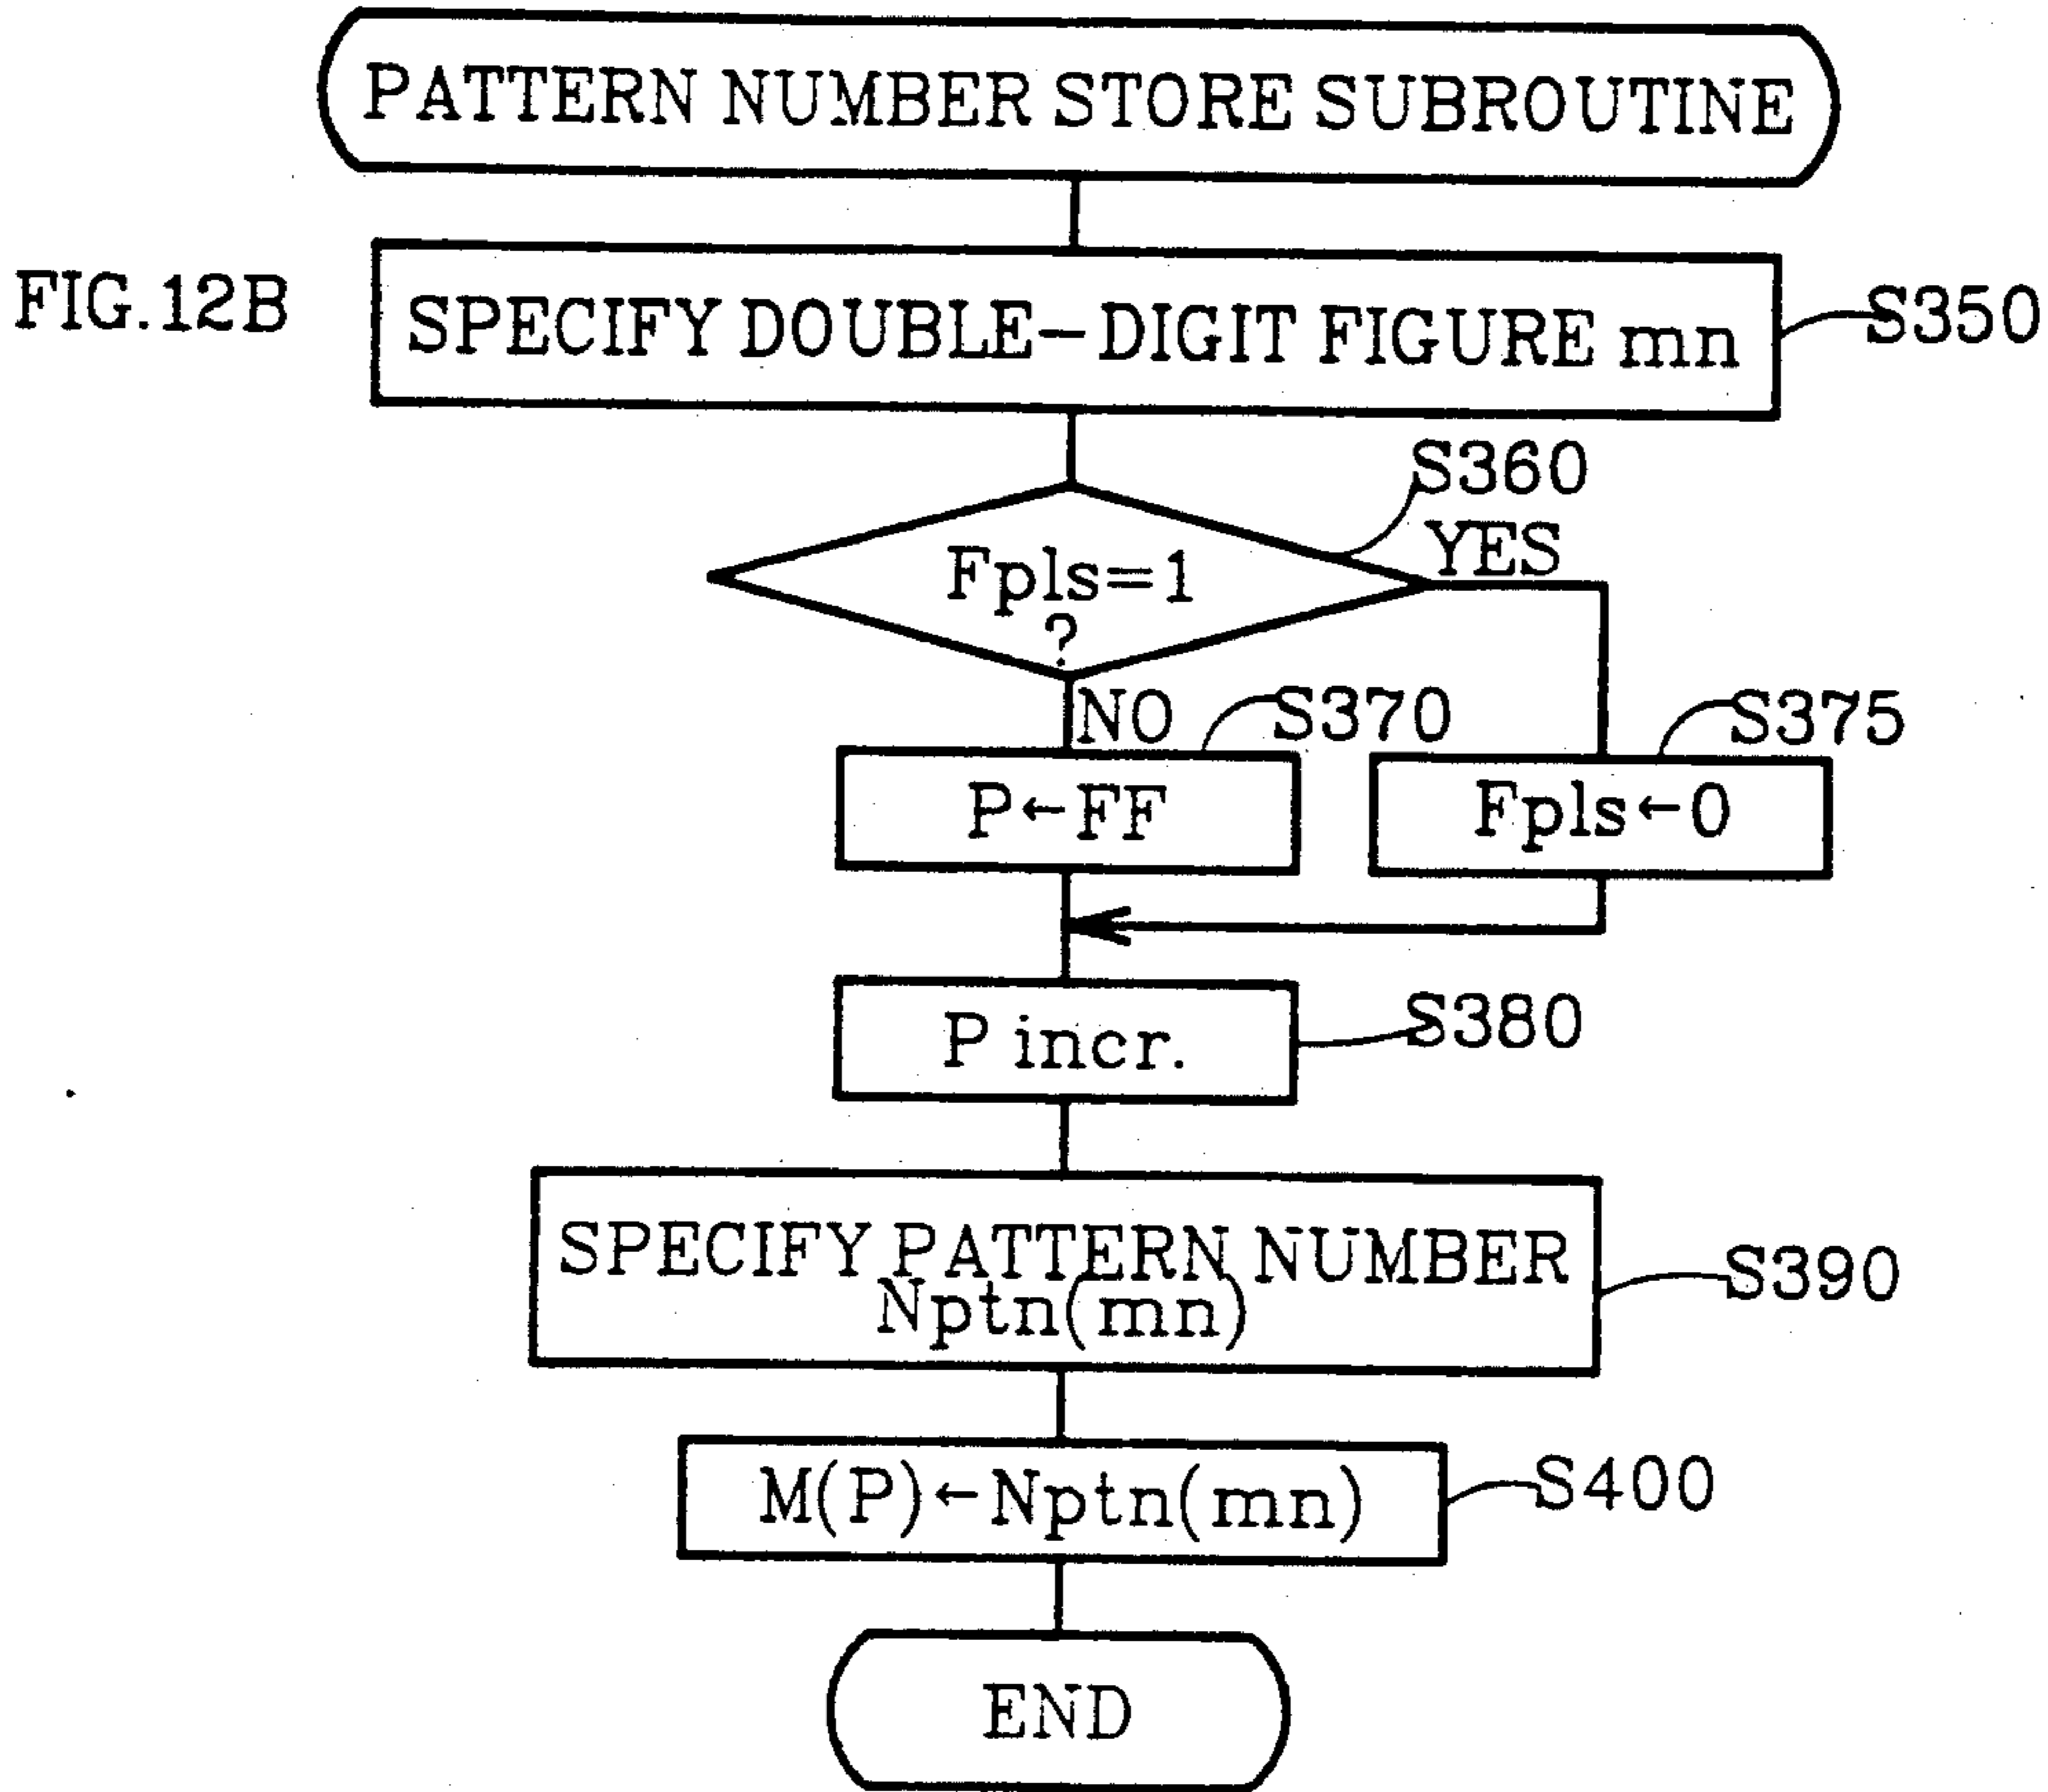 PATTERN NUMBER STORE SUBROUTINE
FIG.12B
SPECIFY DOUBLE-DIGIT FIGURE mn
S350
S360
YES
Fpls=1
?
NO
S370
S375
P←FF
Fpls←0
P incr.
S380
SPECIFY PATTERN NUMBER
Nptn(mn)
S390
M(P)←Nptn(mn)
S400
END